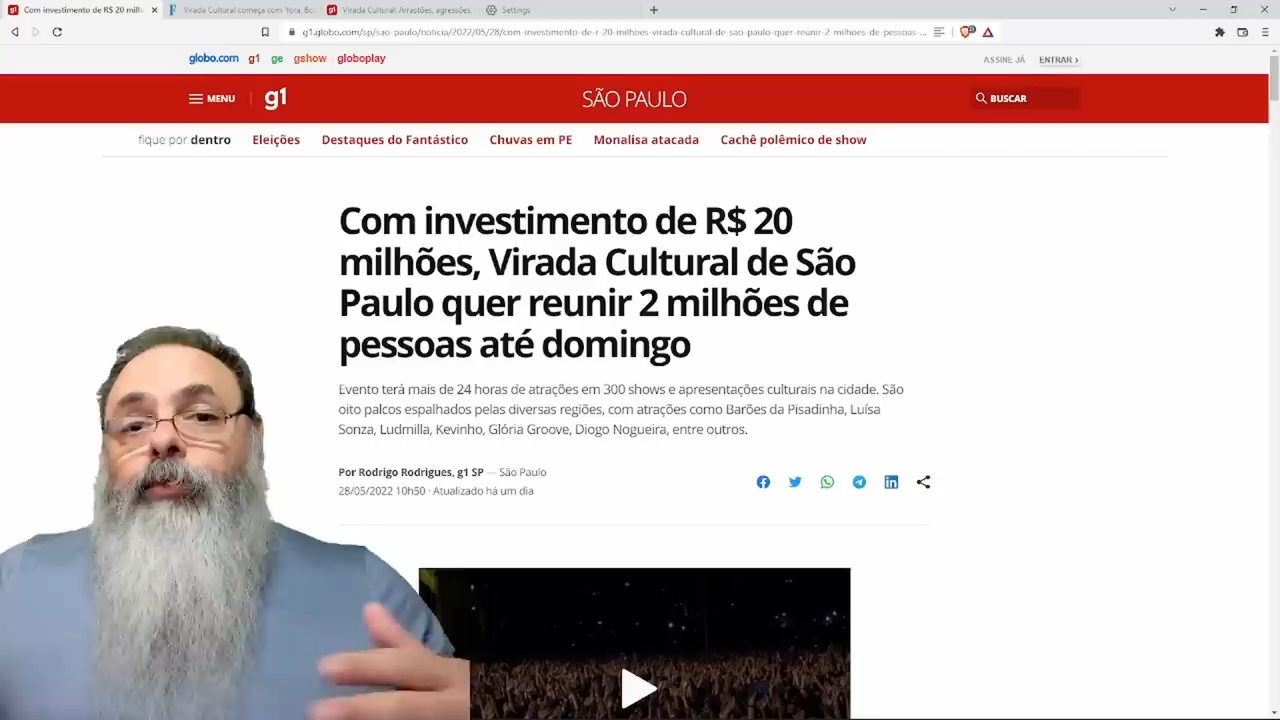 Com investimento de R$ 20 milh
Virada Cultural começa com 'Fora, Bol
Virada Cultural: Arrastões, agressões,
Settings
g1.globo.com/sp/sao-paulo/noticia/2022/05/28/com-investimento-de-r-20-milhoes-virada-cultural-de-sao-paulo-quer-reunir-2-milhoes-de-pessoas-...
globo.com g1 ge gshow globoplay
ASSINE JÁ ENTRAR ›
MENU g1 SÃO PAULO BUSCAR
fique por dentro Eleições Destaques do Fantástico Chuvas em PE Monalisa atacada Cachê polêmico de show
Com investimento de R$ 20
milhões, Virada Cultural de São
Paulo quer reunir 2 milhões de
pessoas até domingo
Evento terá mais de 24 horas de atrações em 300 shows e apresentações culturais na cidade. São
oito palcos espalhados pelas diversas regiões, com atrações como Barões da Pisadinha, Luísa
Sonza, Ludmilla, Kevinho, Glória Groove, Diogo Nogueira, entre outros.
Por Rodrigo Rodrigues, g1 SP — São Paulo
28/05/2022 10h50 · Atualizado há um dia